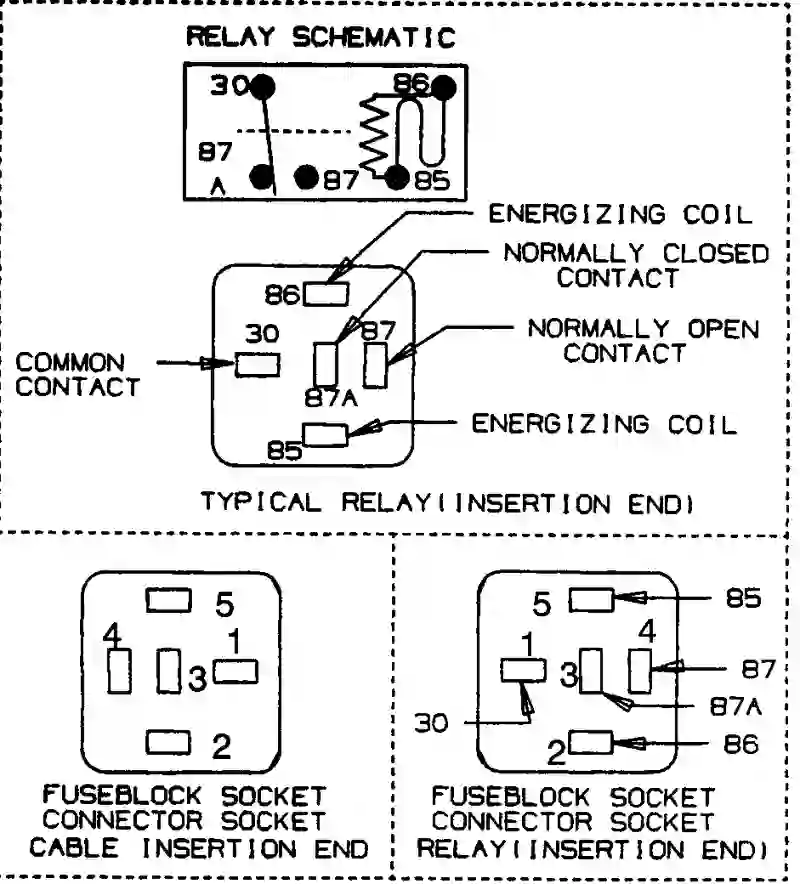 RELAY SCHEMATIC
30
86
87
A
87
85
ENERGIZING COIL
NORMALLY CLOSED
CONTACT
86
30
87
NORMALLY OPEN
CONTACT
COMMON
CONTACT
87A
ENERGIZING COIL
85
TYPICAL RELAY(INSERTION END)
5
4
1
3
2
FUSEBLOCK SOCKET
CONNECTOR SOCKET
CABLE INSERTION END
5
85
1
4
3
87
87A
30
2
86
FUSEBLOCK SOCKET
CONNECTOR SOCKET
RELAY(INSERTION END)